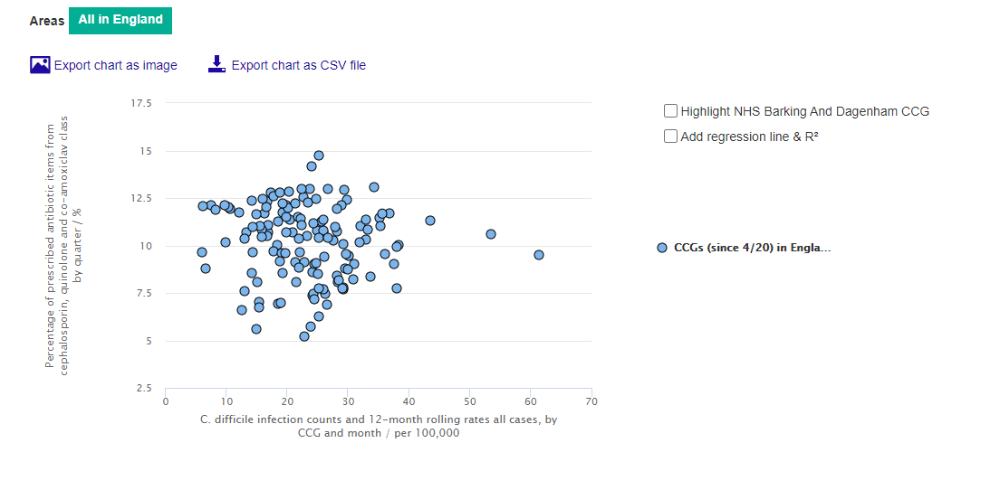 Areas All in England
Export chart as image Export chart as CSV file
Percentage of prescribed antibiotic items from
cephalosporin, quinolone and co-amoxiclav class
by quarter / %
17.5
15
12.5
10
7.5
5
2.5
0 10 20 30 40 50 60 70
C. difficile infection counts and 12-month rolling rates all cases, by
CCG and month / per 100,000
Highlight NHS Barking And Dagenham CCG
Add regression line & R²
CCGs (since 4/20) in Engla...